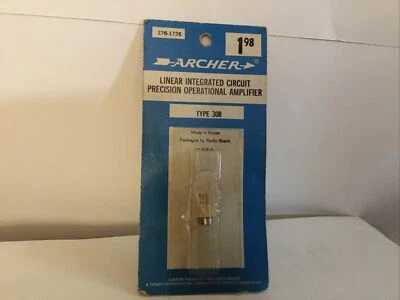 276-1726
1 98
ARCHER®
LINEAR INTEGRATED CIRCUIT
PRECISION OPERATIONAL AMPLIFIER
TYPE 308
Made in Korea
Packaged by Radio Shack
in U.S.A.